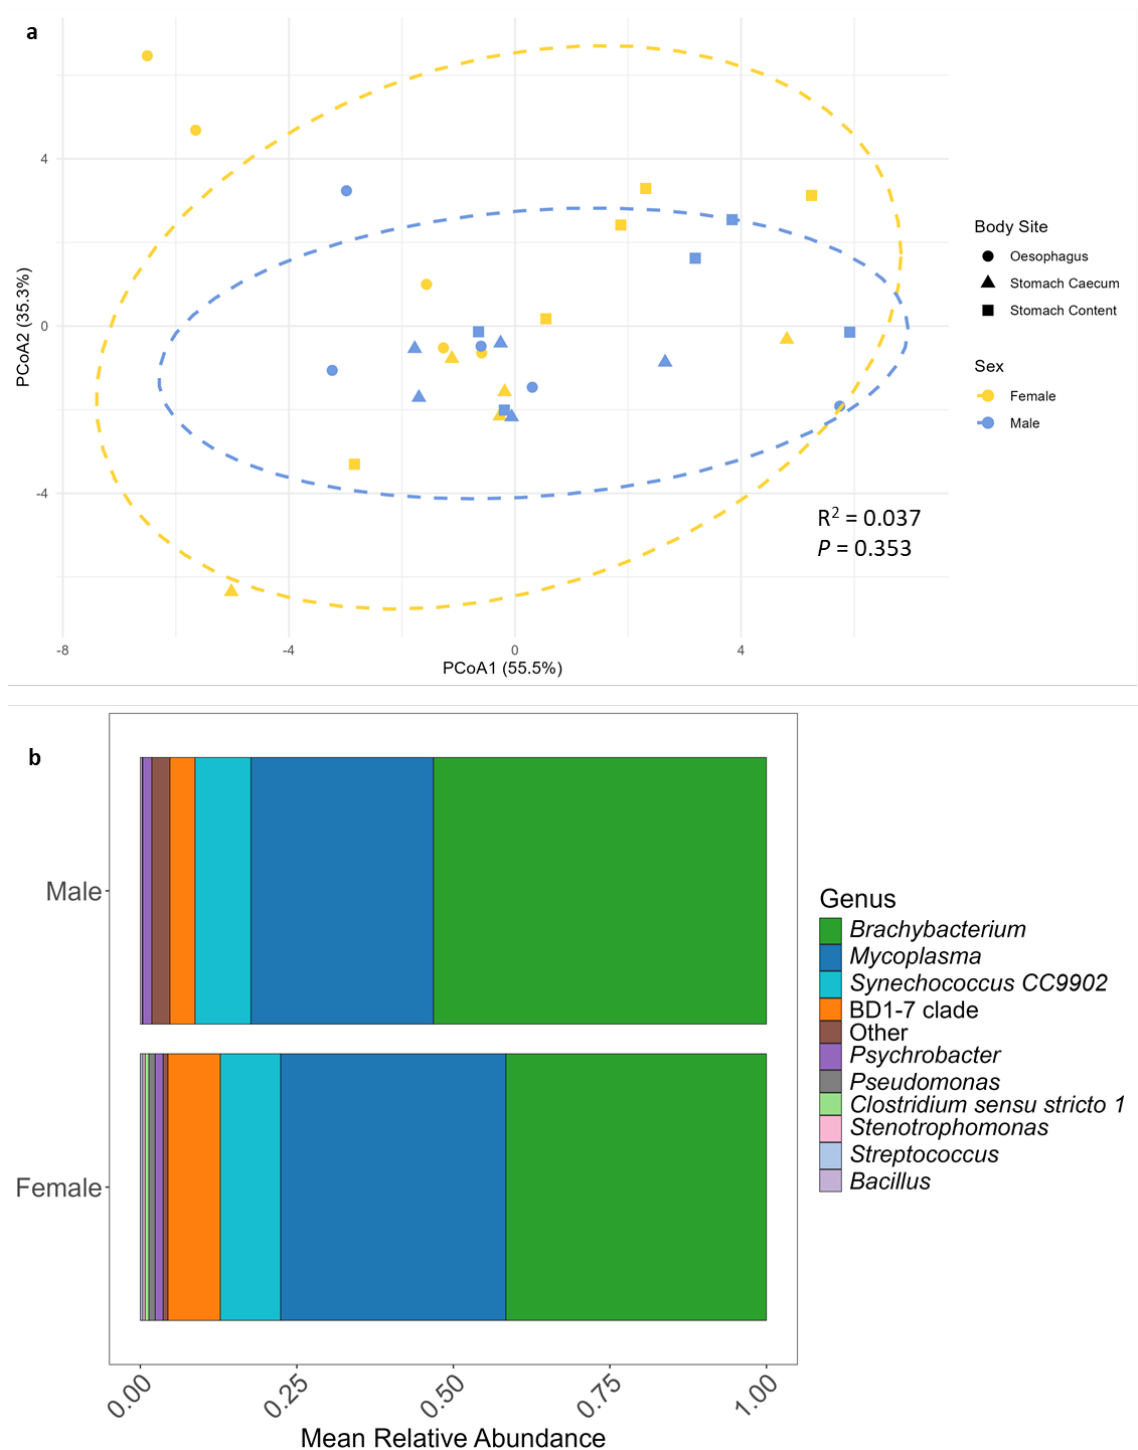 a
4
0
-4
PCoA2 (35.3%)
-8
-4
0
4
PCoA1 (55.5%)
R² = 0.037
P = 0.353
Body Site
Oesophagus
Stomach Caecum
Stomach Content
Sex
Female
Male
b
Male
Female
0.00
0.25
0.50
0.75
1.00
Mean Relative Abundance
Genus
Brachybacterium
Mycoplasma
Synechococcus CC9902
BD1-7 clade
Other
Psychrobacter
Pseudomonas
Clostridium sensu stricto 1
Stenotrophomonas
Streptococcus
Bacillus